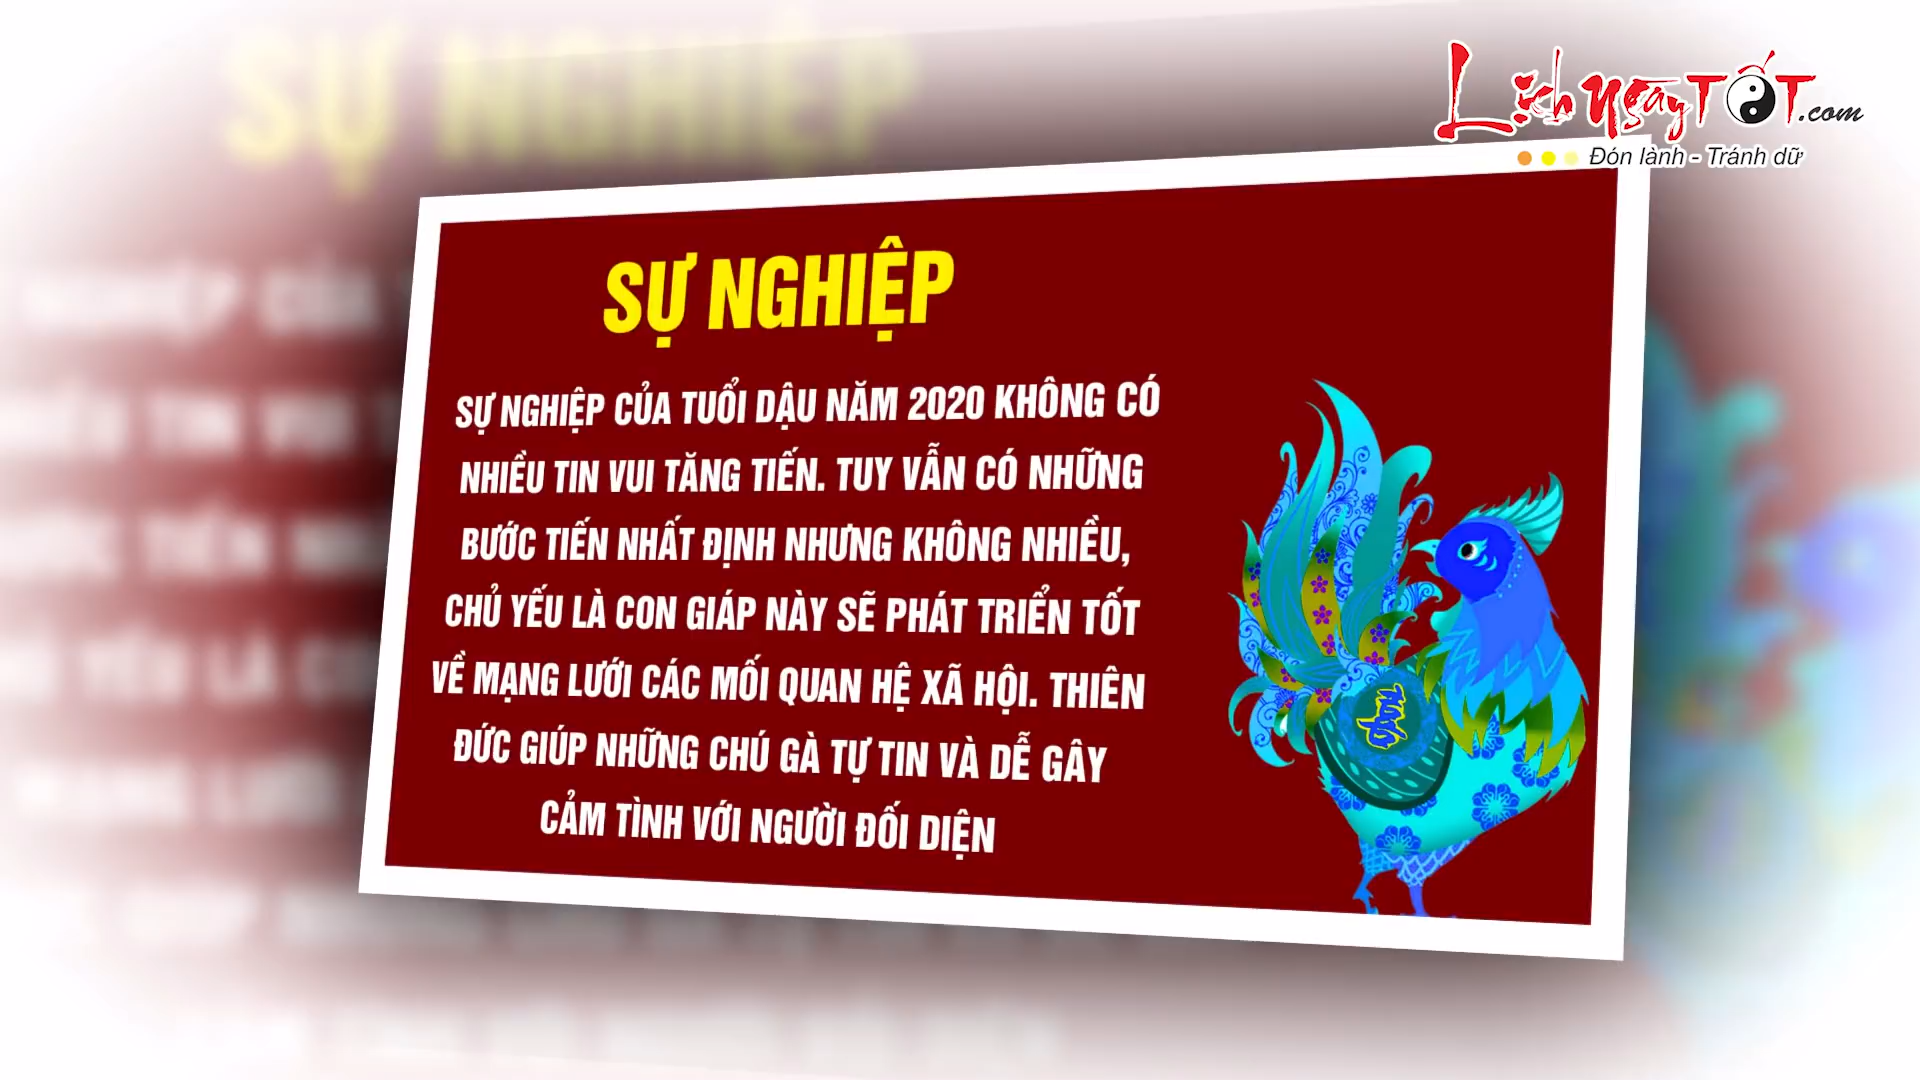 LịchNgàyTỐT.com
Đón lành - Tránh dữ
SỰ NGHIỆP
SỰ NGHIỆP CỦA TUỔI DẬU NĂM 2020 KHÔNG CÓ
NHIỀU TIN VUI TĂNG TIẾN. TUY VẪN CÓ NHỮNG
BƯỚC TIẾN NHẤT ĐỊNH NHƯNG KHÔNG NHIỀU,
CHỦ YẾU LÀ CON GIÁP NÀY SẼ PHÁT TRIỂN TỐT
VỀ MẠNG LƯỚI CÁC MỐI QUAN HỆ XÃ HỘI. THIÊN
ĐỨC GIÚP NHỮNG CHÚ GÀ TỰ TIN VÀ DỄ GÂY
CẢM TÌNH VỚI NGƯỜI ĐỐI DIỆN